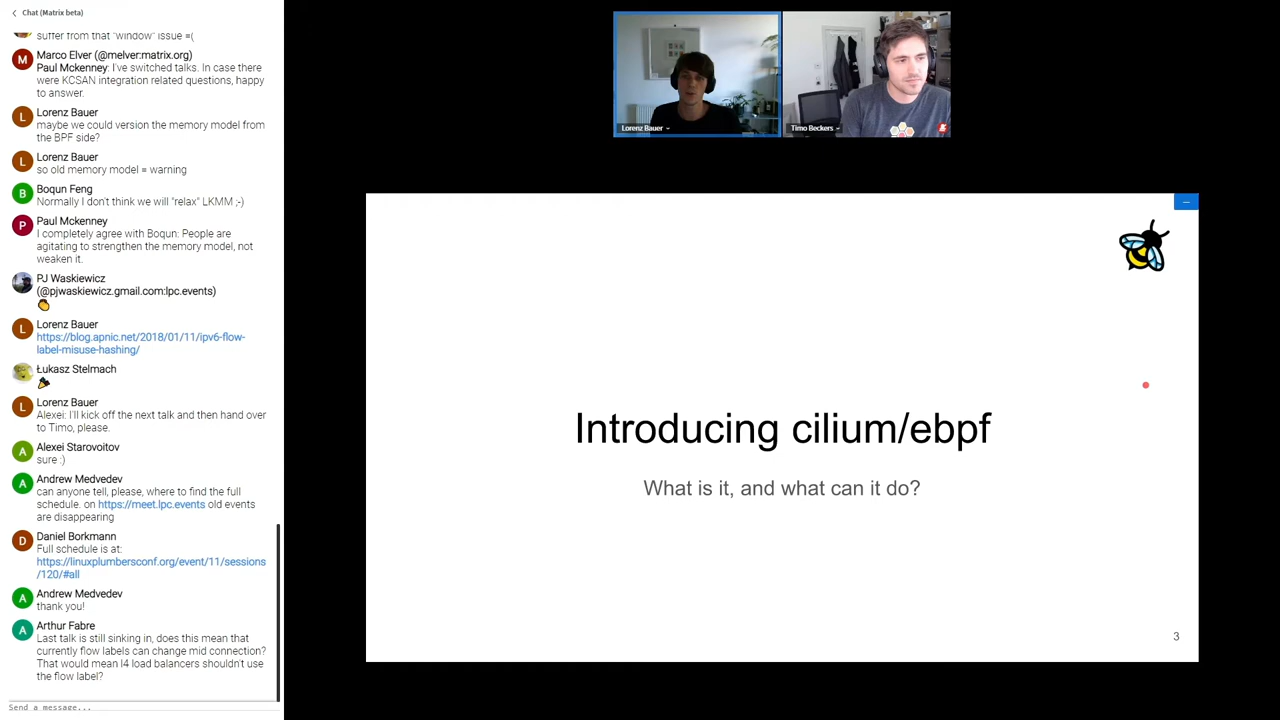 Chat (Matrix beta)
suffer from that "window" issue =(
M
Marco Elver (@melver:matrix.org)
Paul Mckenney: I've switched talks. In case there
were KCSAN integration related questions, happy
to answer.
L
Lorenz Bauer
maybe we could version the memory model from
the BPF side?
L
Lorenz Bauer
so old memory model = warning
B
Boqun Feng
Normally I don't think we will "relax" LKMM ;-)
P
Paul Mckenney
I completely agree with Boqun: People are
agitating to strengthen the memory model, not
weaken it.
PJ Waskiewicz
(@pjwaskiewicz.gmail.com:lpc.events)
L
Lorenz Bauer
https://blog.apnic.net/2018/01/11/ipv6-flow-
label-misuse-hashing/
Łukasz Stelmach
L
Lorenz Bauer
Alexei: I'll kick off the next talk and then hand over
to Timo, please.
A
Alexei Starovoitov
sure :)
A
Andrew Medvedev
can anyone tell, please, where to find the full
schedule. on https://meet.lpc.events old events
are disappearing
D
Daniel Borkmann
Full schedule is at:
https://linuxplumbersconf.org/event/11/sessions
/120/#all
A
Andrew Medvedev
thank you!
A
Arthur Fabre
Last talk is still sinking in, does this mean that
currently flow labels can change mid connection?
That would mean l4 load balancers shouldn't use
the flow label?
Send a message...
Lorenz Bauer
Timo Beckers
Introducing cilium/ebpf
What is it, and what can it do?
3